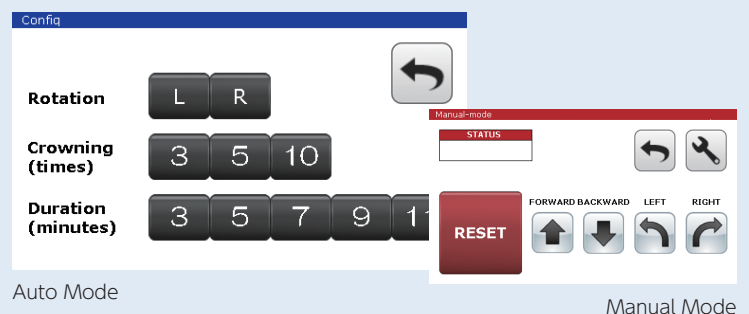 Config
Rotation
L R
Crowning
(times)
3 5 10
Duration
(minutes)
3 5 7 9
Auto Mode
Manual-mode
STATUS
RESET
FORWARD BACKWARD LEFT RIGHT
Manual Mode